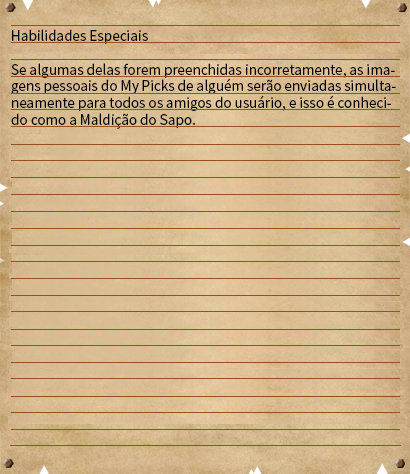 Habilidades Especiais
Se algumas delas forem preenchidas incorretamente, as ima-
gens pessoais do My Picks de alguém serão enviadas simulta-
neamente para todos os amigos do usuário, e isso é conheci-
do como a Maldição do Sapo.